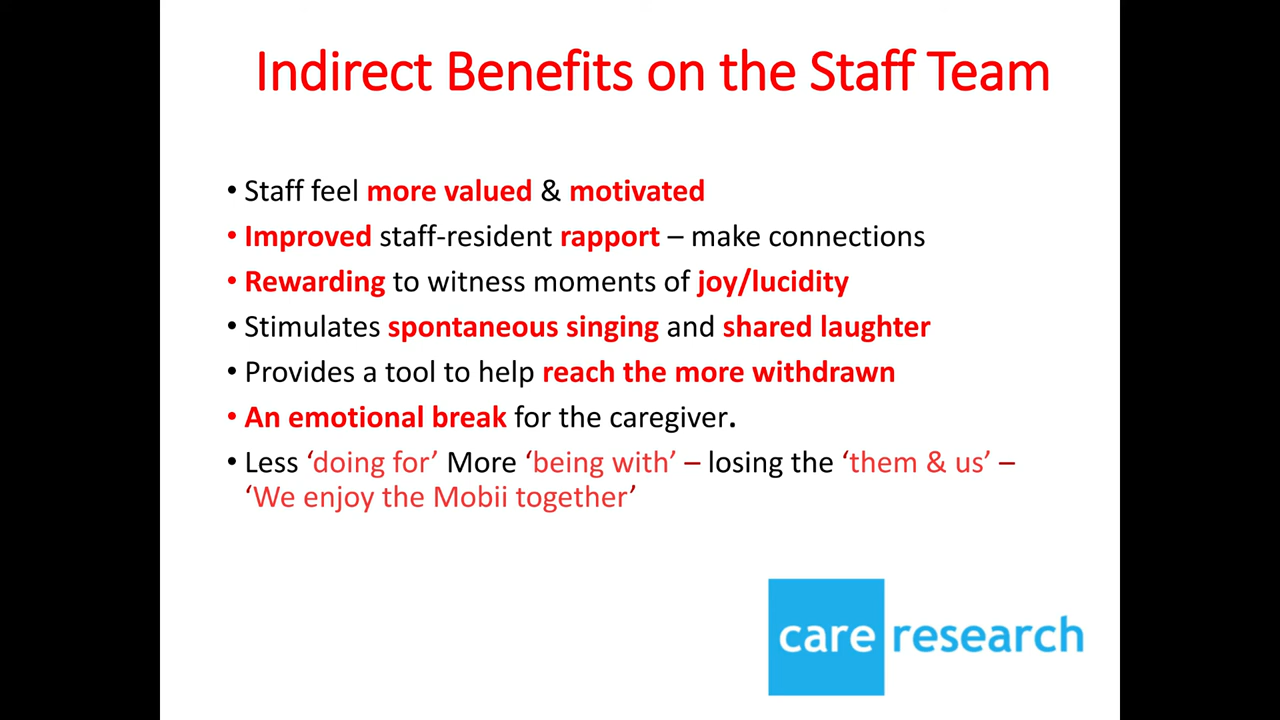 Indirect Benefits on the Staff Team
• Staff feel more valued & motivated
• Improved staff-resident rapport – make connections
• Rewarding to witness moments of joy/lucidity
• Stimulates spontaneous singing and shared laughter
• Provides a tool to help reach the more withdrawn
• An emotional break for the caregiver.
• Less ‘doing for’ More ‘being with’ – losing the ‘them & us’ –
‘We enjoy the Mobii together’
care research